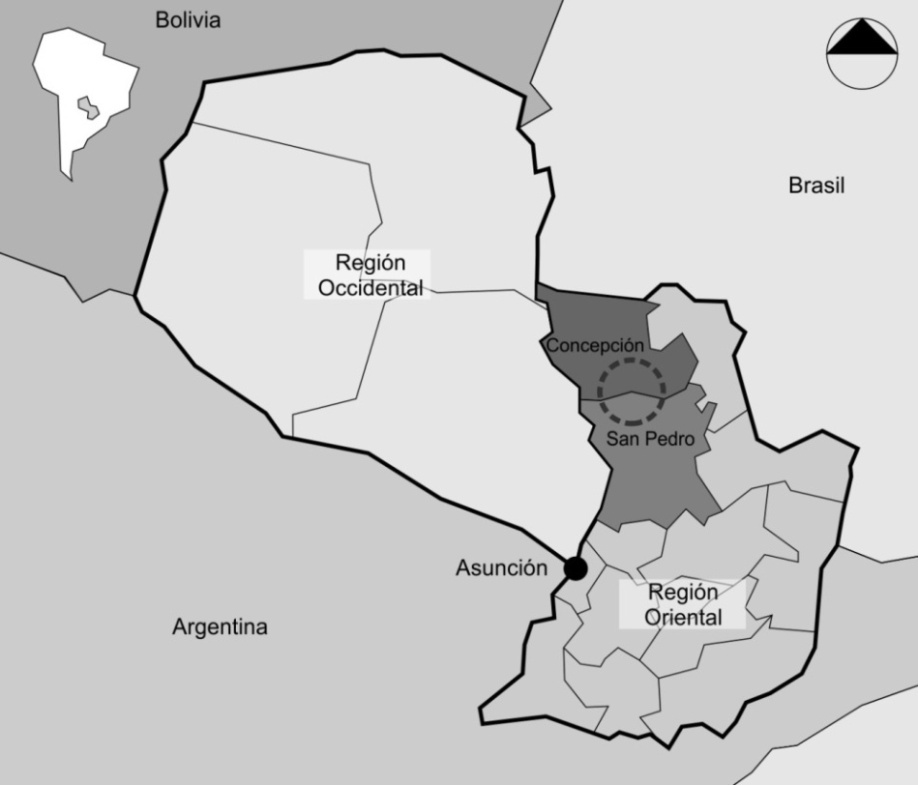 Bolivia
Brasil
Región
Occidental
Concepción
San Pedro
Asunción
Región
Oriental
Argentina